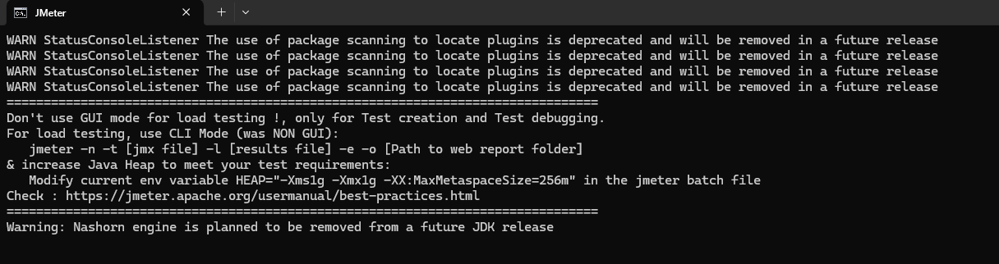 JMeter
WARN StatusConsoleListener The use of package scanning to locate plugins is deprecated and will be removed in a future release
WARN StatusConsoleListener The use of package scanning to locate plugins is deprecated and will be removed in a future release
WARN StatusConsoleListener The use of package scanning to locate plugins is deprecated and will be removed in a future release
WARN StatusConsoleListener The use of package scanning to locate plugins is deprecated and will be removed in a future release
================================================================================
Don't use GUI mode for load testing !, only for Test creation and Test debugging.
For load testing, use CLI Mode (was NON GUI):
   jmeter -n -t [jmx file] -l [results file] -e -o [Path to web report folder]
& increase Java Heap to meet your test requirements:
   Modify current env variable HEAP="-Xms1g -Xmx1g -XX:MaxMetaspaceSize=256m" in the jmeter batch file
Check : https://jmeter.apache.org/usermanual/best-practices.html
================================================================================
Warning: Nashorn engine is planned to be removed from a future JDK release